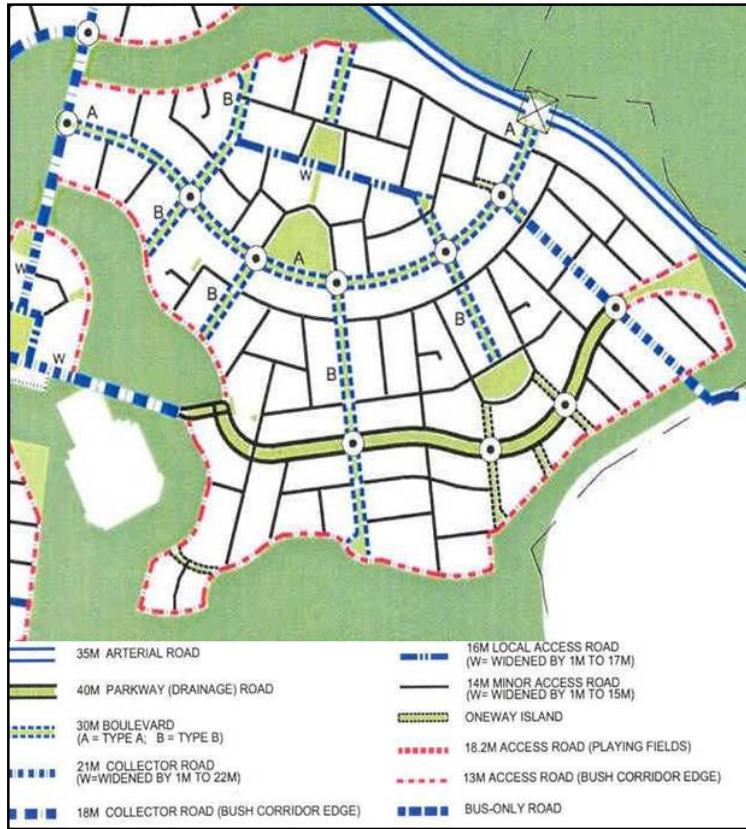 A
B
A
W
B
A
W
B
B
W
B
35M ARTERIAL ROAD
40M PARKWAY (DRAINAGE) ROAD
30M BOULEVARD
(A = TYPE A; B = TYPE B)
21M COLLECTOR ROAD
(W=WIDENED BY 1M TO 22M)
18M COLLECTOR ROAD (BUSH CORRIDOR EDGE)
16M LOCAL ACCESS ROAD
(W= WIDENED BY 1M TO 17M)
14M MINOR ACCESS ROAD
(W= WIDENED BY 1M TO 15M)
ONEWAY ISLAND
18.2M ACCESS ROAD (PLAYING FIELDS)
13M ACCESS ROAD (BUSH CORRIDOR EDGE)
BUS-ONLY ROAD